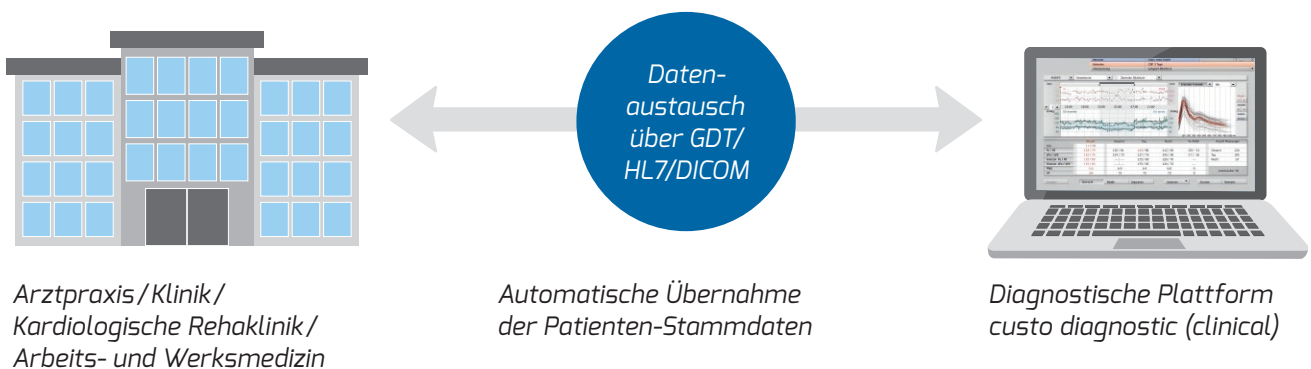 Daten-
austausch
über GDT/
HL7/DICOM
Arztpraxis/Klinik/
Kardiologische Rehaklinik/
Arbeits- und Werksmedizin
Automatische Übernahme
der Patienten-Stammdaten
Diagnostische Plattform
custo diagnostic (clinical)